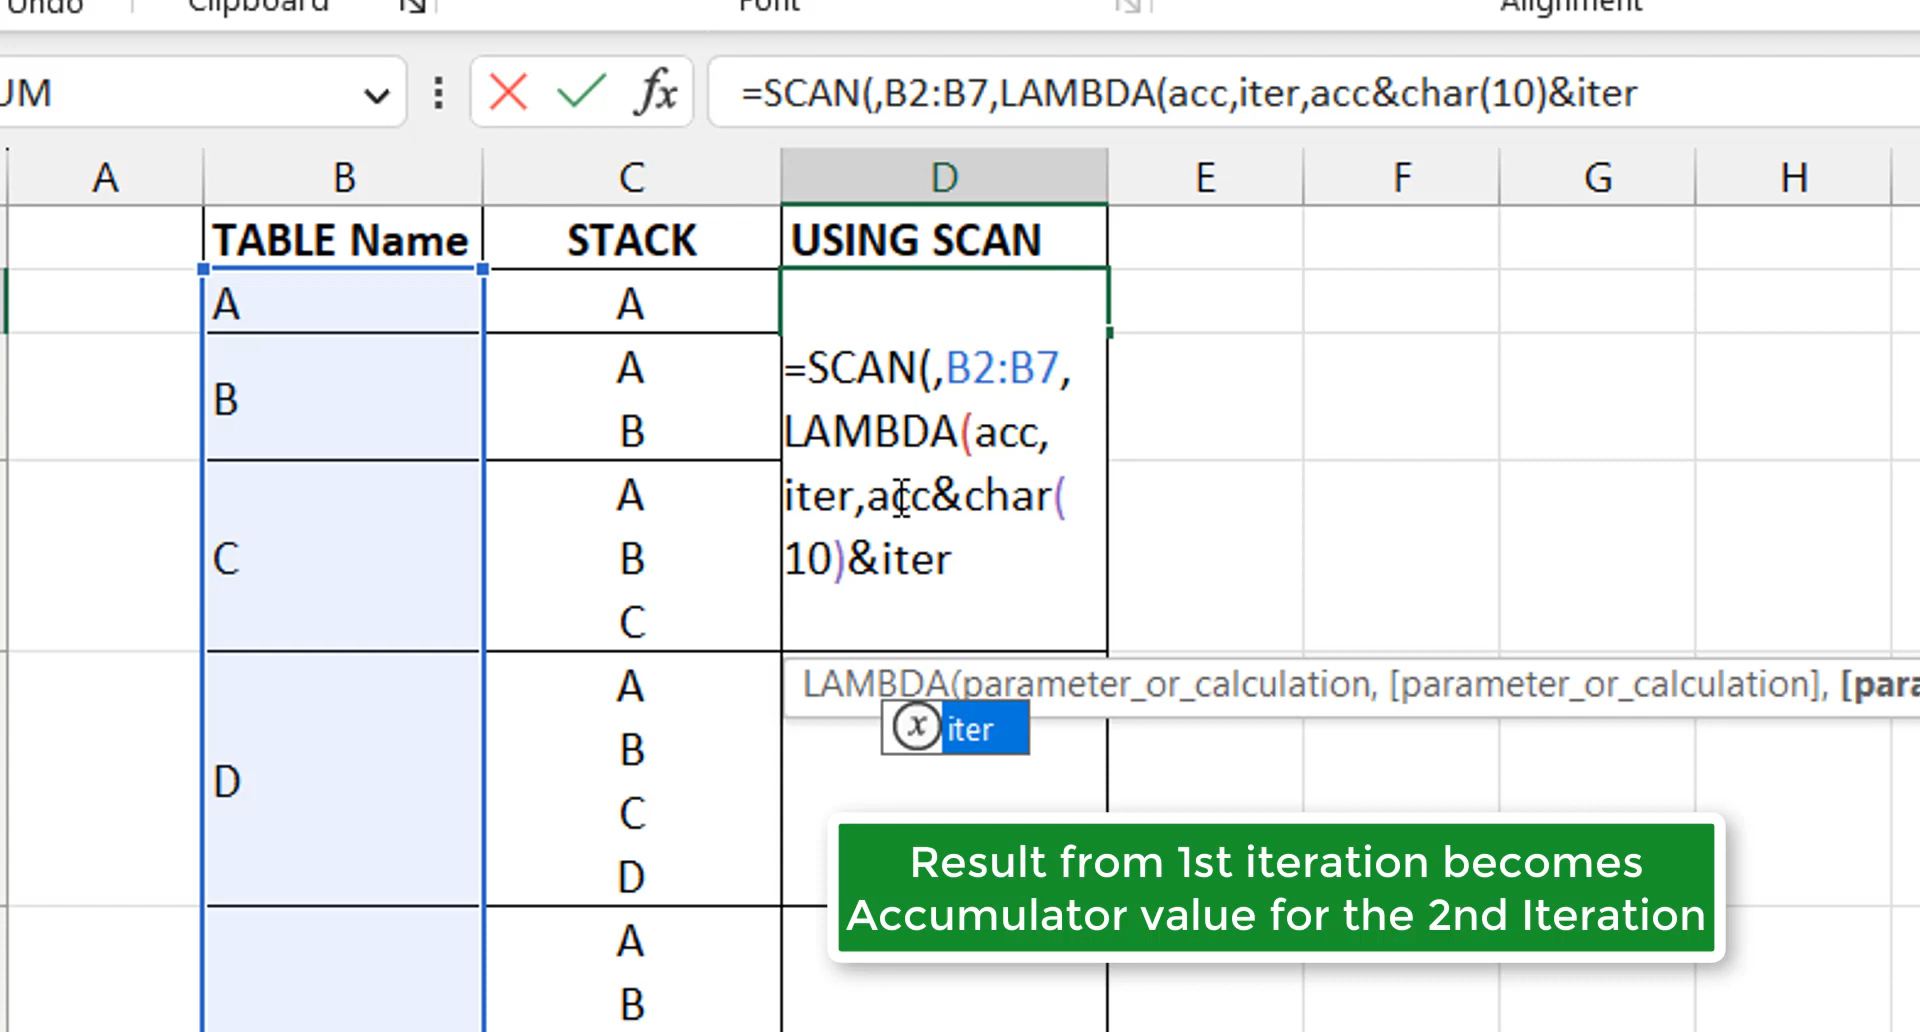 Undo Clipboard Font Alignment
UM fx =SCAN(,B2:B7,LAMBDA(acc,iter,acc&char(10)&iter
A B C D E F G H
TABLE Name STACK USING SCAN
A A
A
B
B
=SCAN(,B2:B7,
LAMBDA(acc,
iter,acc&char(
10)&iter
A
C B
C
LAMBDA(parameter_or_calculation, [parameter_or_calculation], [para
x iter
A
B
D
C
D
Result from 1st iteration becomes
Accumulator value for the 2nd Iteration
A
B